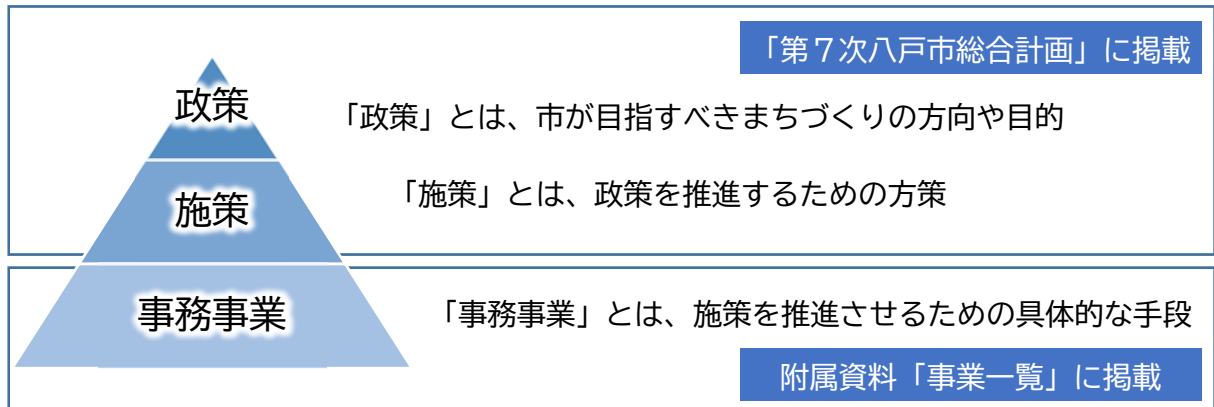 「第７次八戸市総合計画」に掲載
政策
「政策」とは、市が目指すべきまちづくりの方向や目的
施策
「施策」とは、政策を推進するための方策
事務事業
「事務事業」とは、施策を推進させるための具体的な手段
附属資料「事業一覧」に掲載